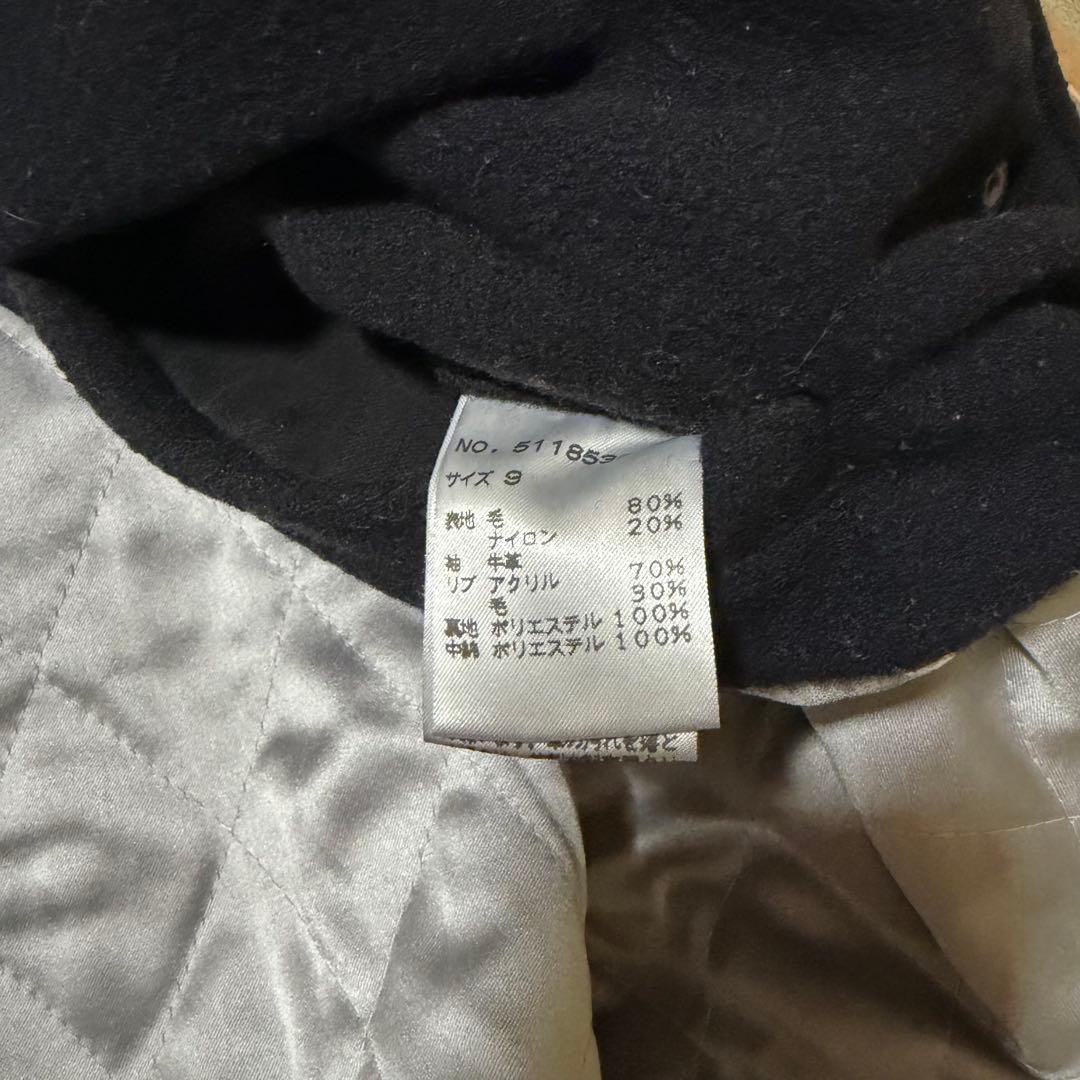 NO. 51185
サイズ 9
表地 毛 80%
ナイロン 20%
袖 牛革
リブ アクリル 70%
毛 30%
裏地 ポリエステル 100%
中綿 ポリエステル 100%